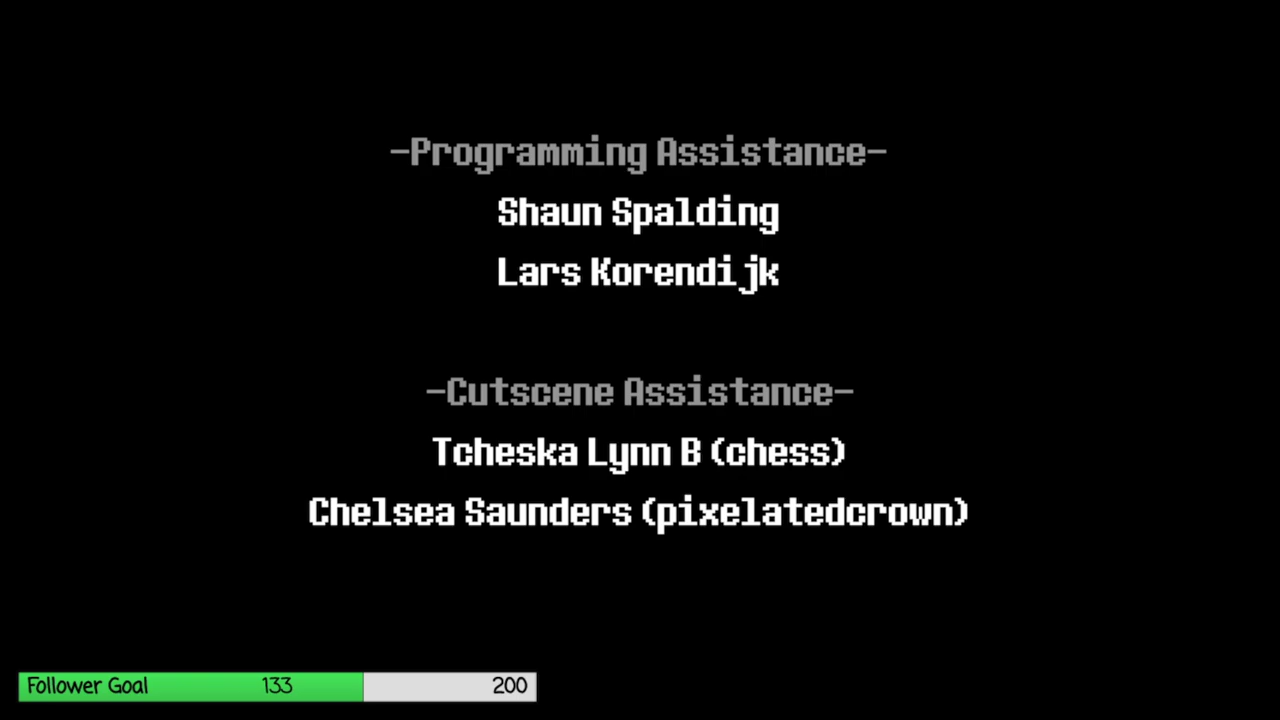 -Programming Assistance-
Shaun Spalding
Lars Korendijk
-Cutscene Assistance-
Tcheska Lynn B (chess)
Chelsea Saunders (pixelatedcrown)
Follower Goal 133 200